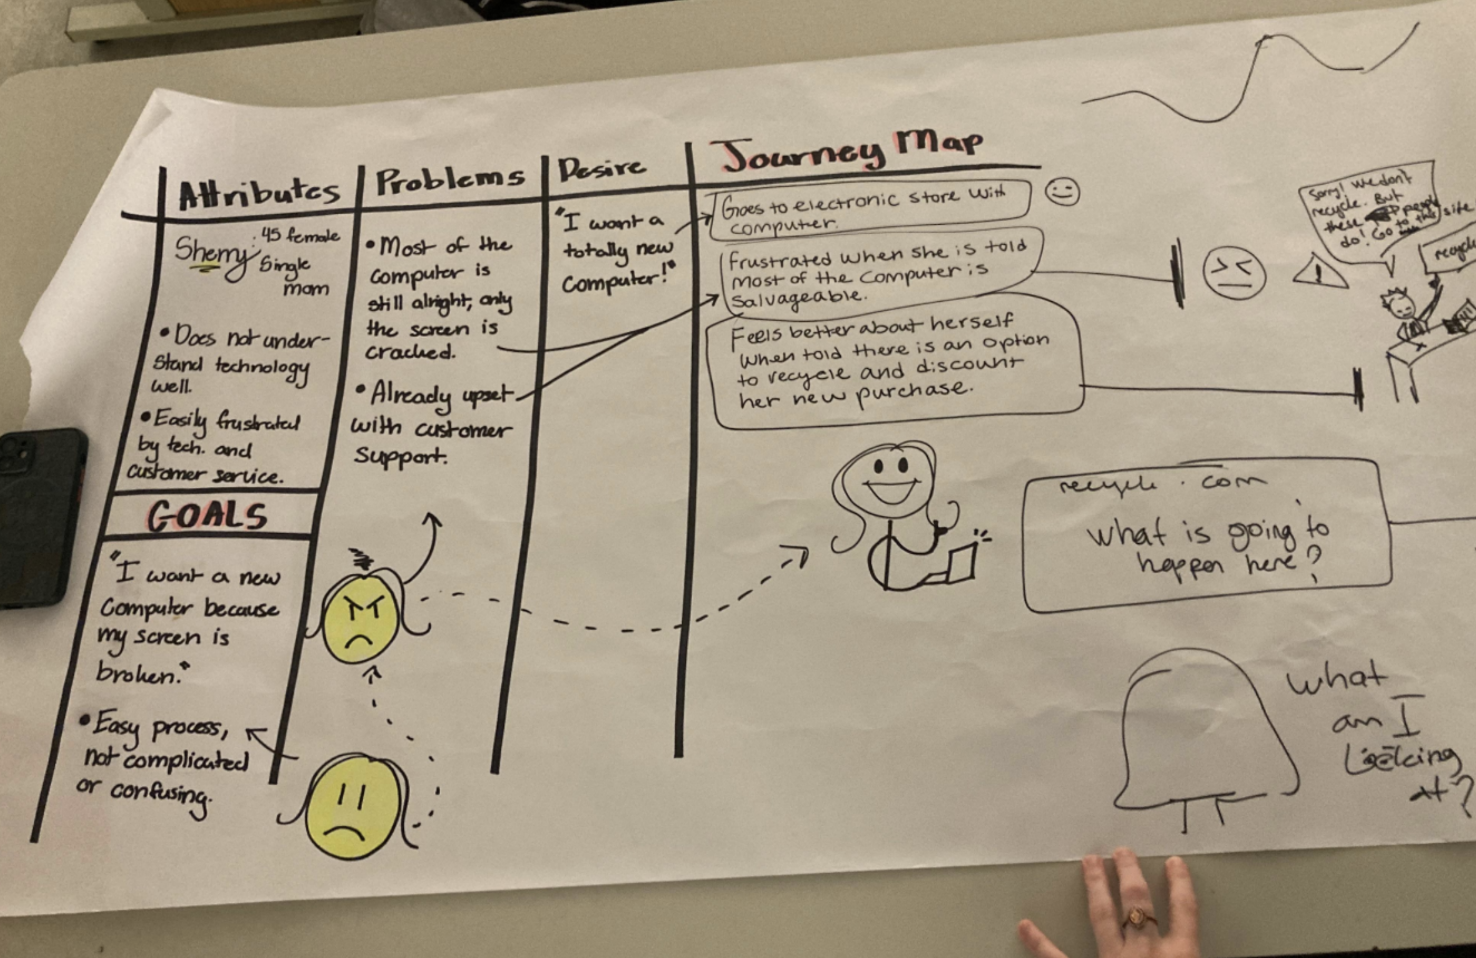 Attributes
Sherry : 45 female
Single
mom
• Does not under-
stand technology
well.
• Easily frustrated
by tech. and
customer service.
GOALS
"I want a new
Computer because
my screen is
broken."
• Easy process,
not complicated
or confusing.
Problems
• Most of the
computer is
still alright, only
the screen is
cracked.
• Already upset
with customer
support.
Desire
"I want a
totally new
computer!"
Journey Map
Goes to electronic store with
computer.
Frustrated when she is told
most of the computer is
salvageable.
Feels better about herself
when told there is an option
to recycle and discount
her new purchase.
Sorry! We don't
recycle. But
these people
do! Go to this site
recycle
recycle.com
What is going to
happen here?
What
am I
Looking
at?